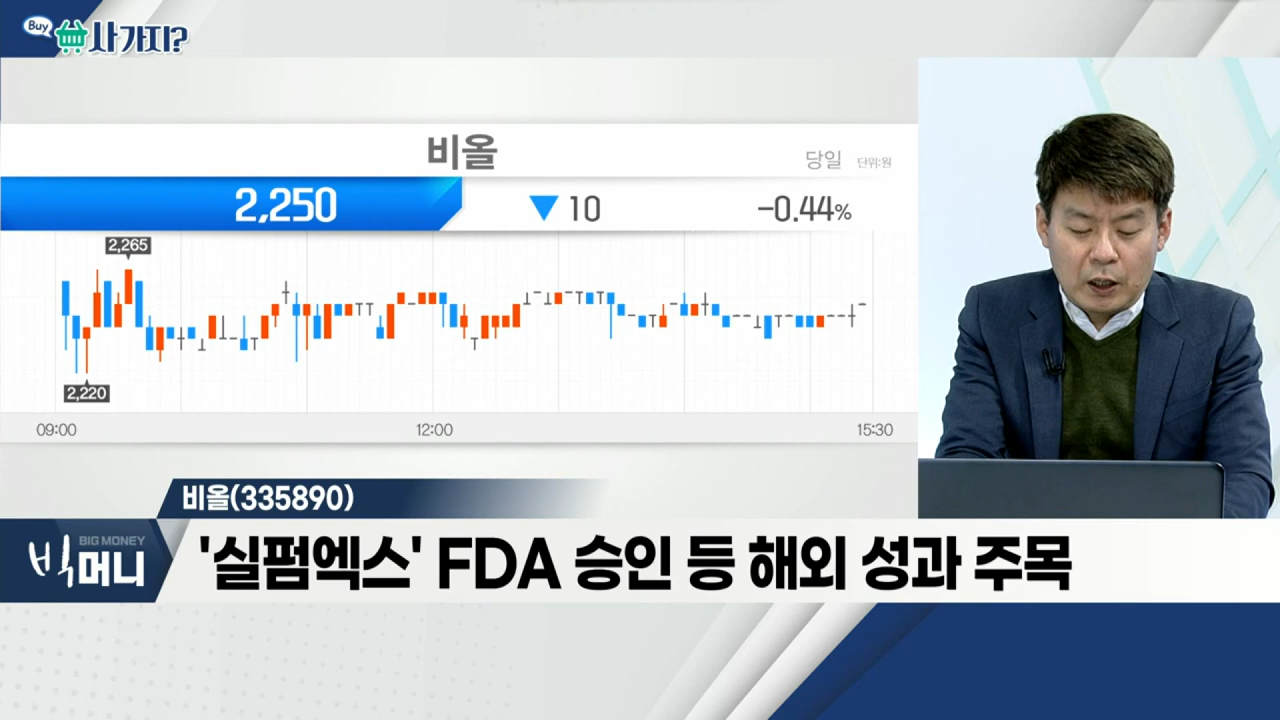 Buy
사가지?
비올
당일 단위:원
2,250 ▼ 10 -0.44%
2,265
2,220
09:00 12:00 15:30
비올(335890)
BIG MONEY
빅머니
'실펌엑스' FDA 승인 등 해외 성과 주목